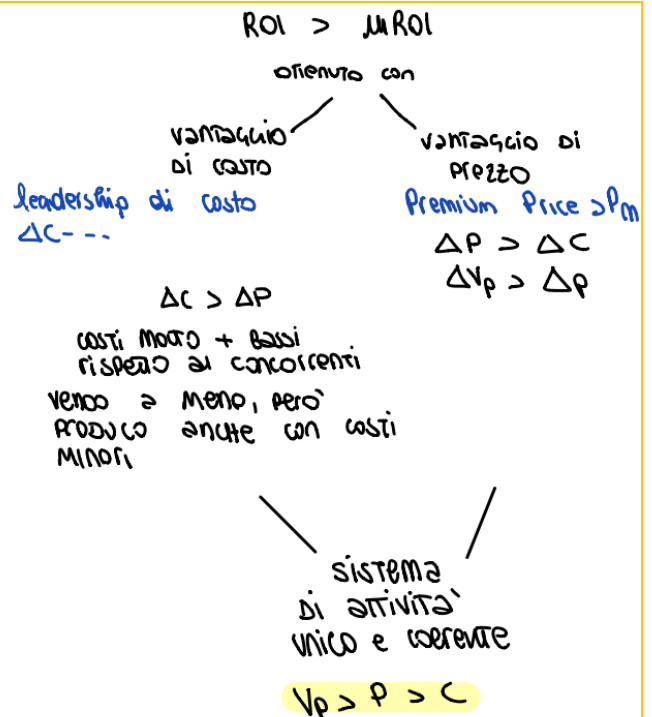 ROI > μROI
ottenuto con
vantaggio
di costo
leadership di costo
ΔC---
vantaggio di
prezzo
Premium Price > Pm
ΔP > ΔC
ΔVp > Δp
ΔC > ΔP
costi molto + bassi
rispetto ai concorrenti
vendo a meno, però
produco anche con costi
minori
sistema
di attività
unico e coerente
Vp > P > C